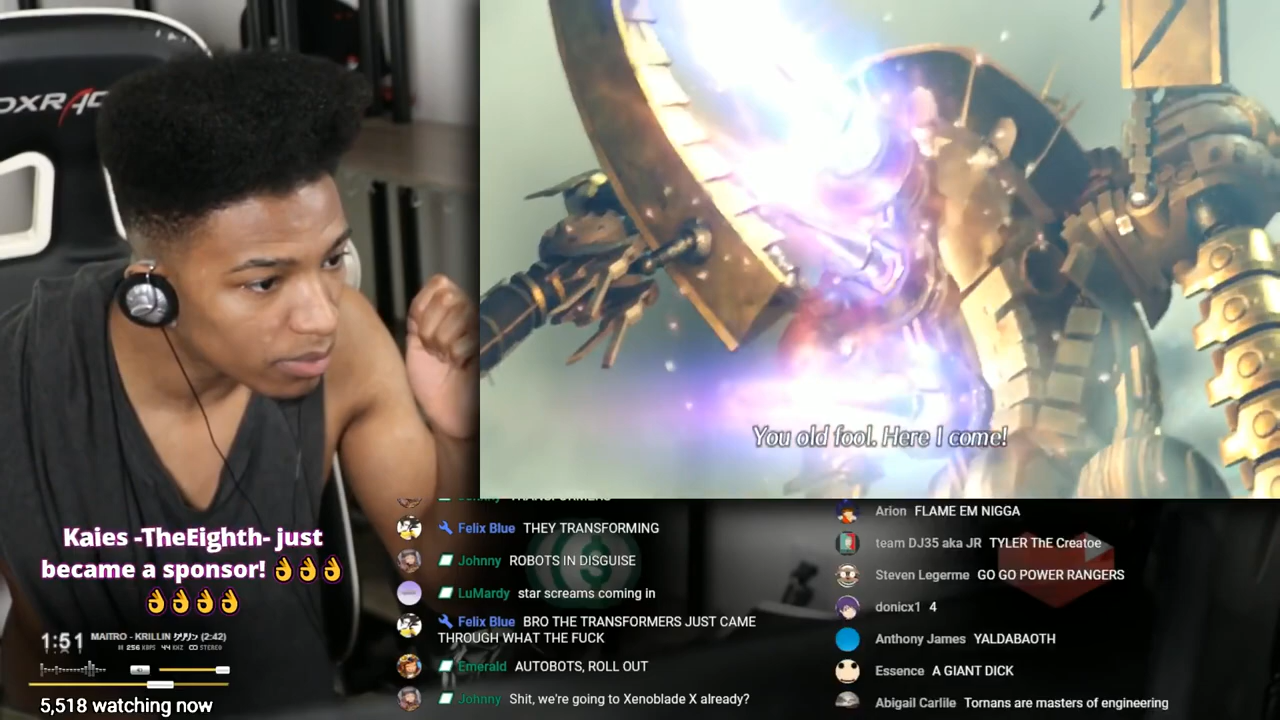 DXRAC
You old fool. Here I come!
Johnny TRANSFORMERS
Felix Blue THEY TRANSFORMING
Johnny ROBOTS IN DISGUISE
LuMardy star screams coming in
Felix Blue BRO THE TRANSFORMERS JUST CAME
THROUGH WHAT THE FUCK
Emerald AUTOBOTS, ROLL OUT
Johnny Shit, we're going to Xenoblade X already?
Arion FLAME EM NIGGA
team DJ35 aka JR TYLER ThE Creatoe
Steven Legerme GO GO POWER RANGERS
donicx1 4
Anthony James YALDABAOTH
Essence A GIANT DICK
Abigail Carlile Tornans are masters of engineering
Kaies -TheEighth- just
became a sponsor! 👌👌👌
👌👌👌👌
1:51 MAITRO - KRILLIN クリリン (2:42)
256 KBPS 44 KHZ STEREO
5,518 watching now